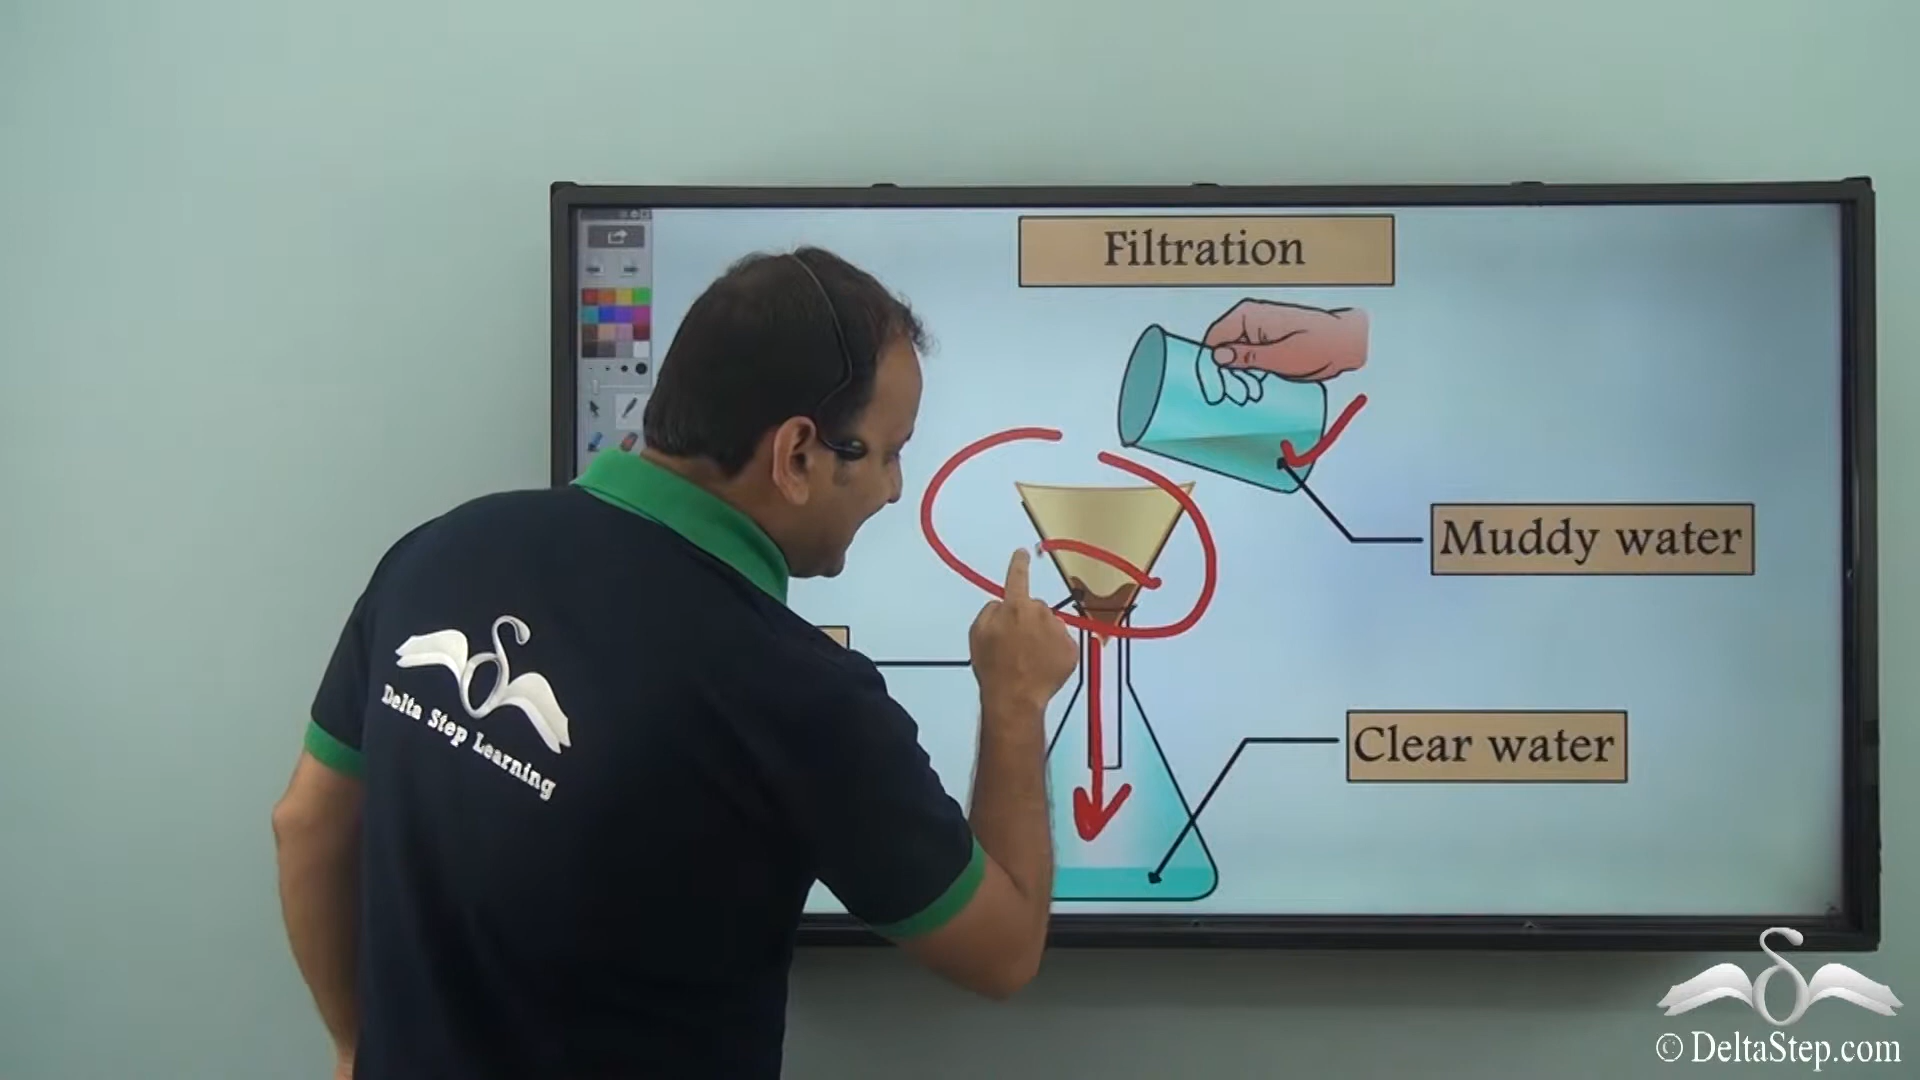 Filtration
Muddy water
Clear water
Delta Step Learning
© DeltaStep.com